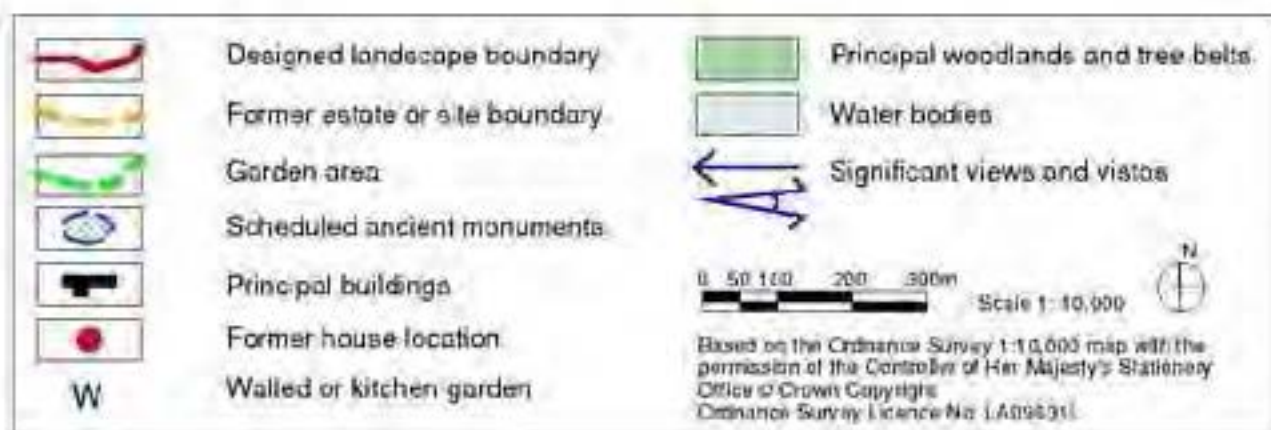 Designed landscape boundary
Former estate or site boundary
Garden area
Scheduled ancient monuments
Principal buildings
Former house location
W Walled or kitchen garden
Principal woodlands and tree belts
Water bodies
Significant views and vistas
0 50 100 200 300m
Scale 1: 10,000
N
Based on the Ordnance Survey 1:10,000 map with the
permission of the Controller of Her Majesty's Stationery
Office © Crown Copyright
Ordnance Survey Licence No